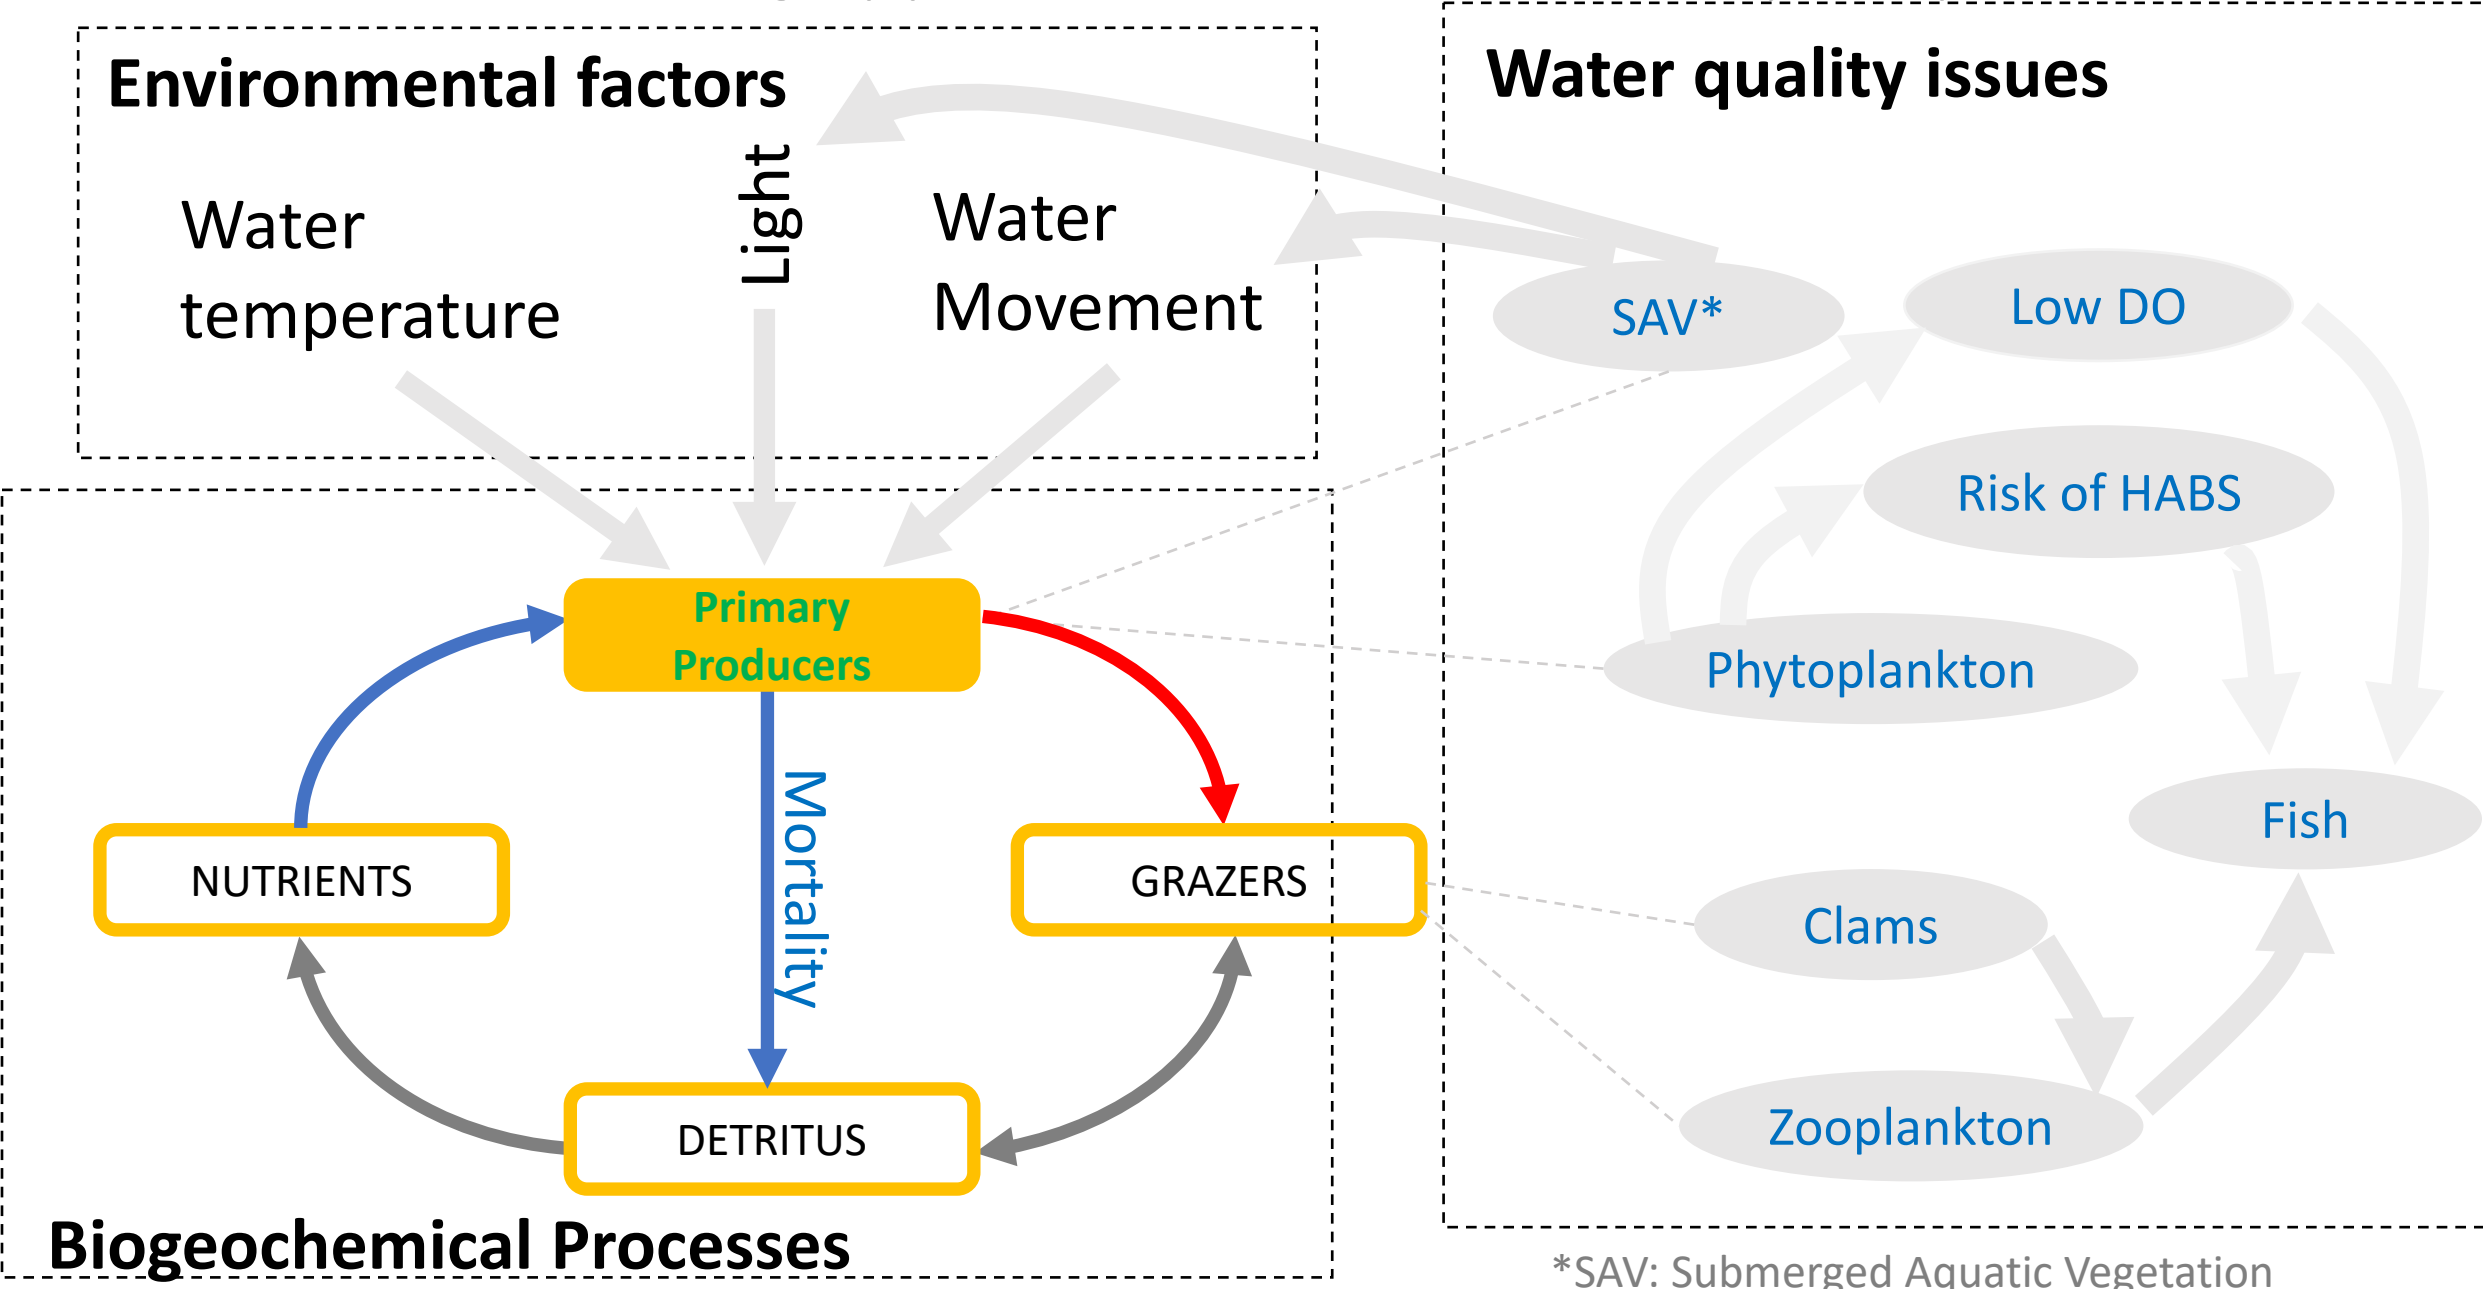 Environmental factors
Water quality issues
Water
temperature
Light
Water
Movement
SAV*
Low DO
Risk of HABS
Primary
Producers
Phytoplankton
Mortality
Fish
NUTRIENTS
GRAZERS
Clams
DETRITUS
Zooplankton
Biogeochemical Processes
*SAV: Submerged Aquatic Vegetation